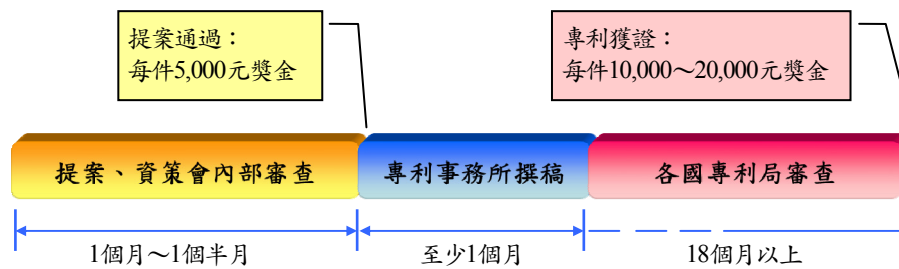 提案通過：
每件5,000元獎金
專利獲證：
每件10,000～20,000元獎金
提案、資策會內部審查
專利事務所撰稿
各國專利局審查
1個月～1個半月
至少1個月
18個月以上